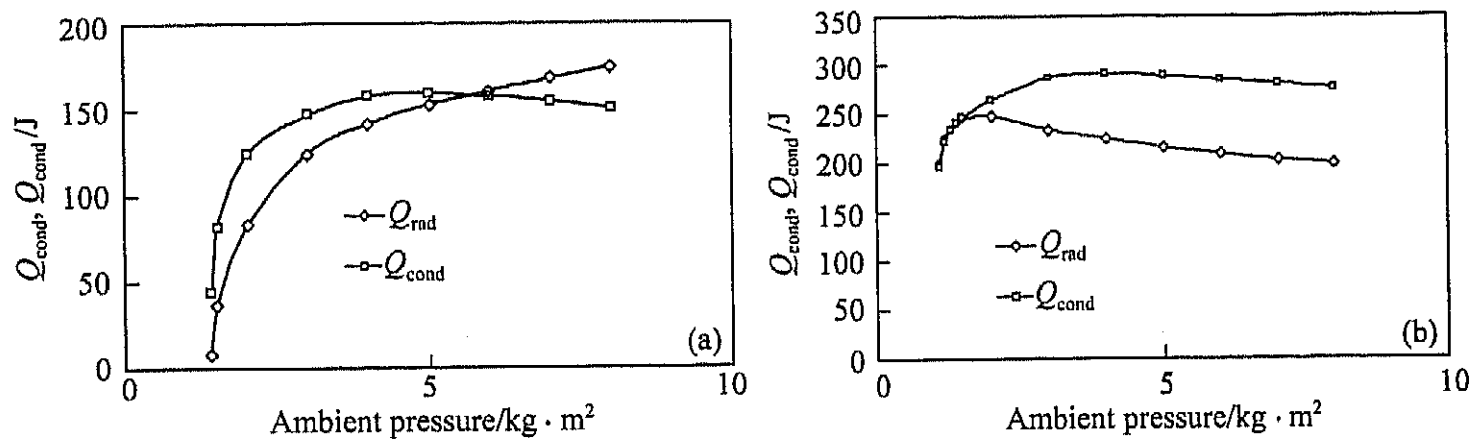 200
150
100
50
0
0
5
10
Q_cond, Q_cond/J
Q_rad
Q_cond
(a)
Ambient pressure/kg · m²
350
300
250
200
150
100
50
0
0
5
10
Q_cond, Q_cond/J
Q_rad
Q_cond
(b)
Ambient pressure/kg · m²